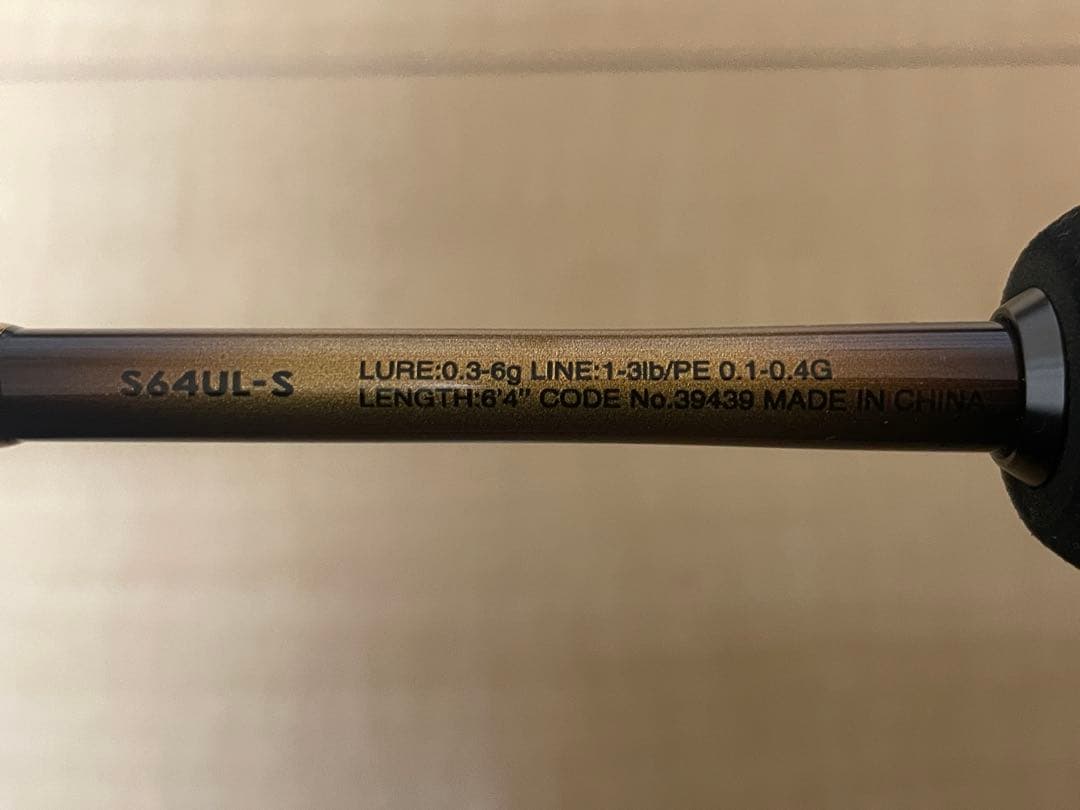 S64UL-S
LURE:0.3-6g LINE:1-3lb/PE 0.1-0.4G
LENGTH:6'4" CODE No.39439 MADE IN CHINA